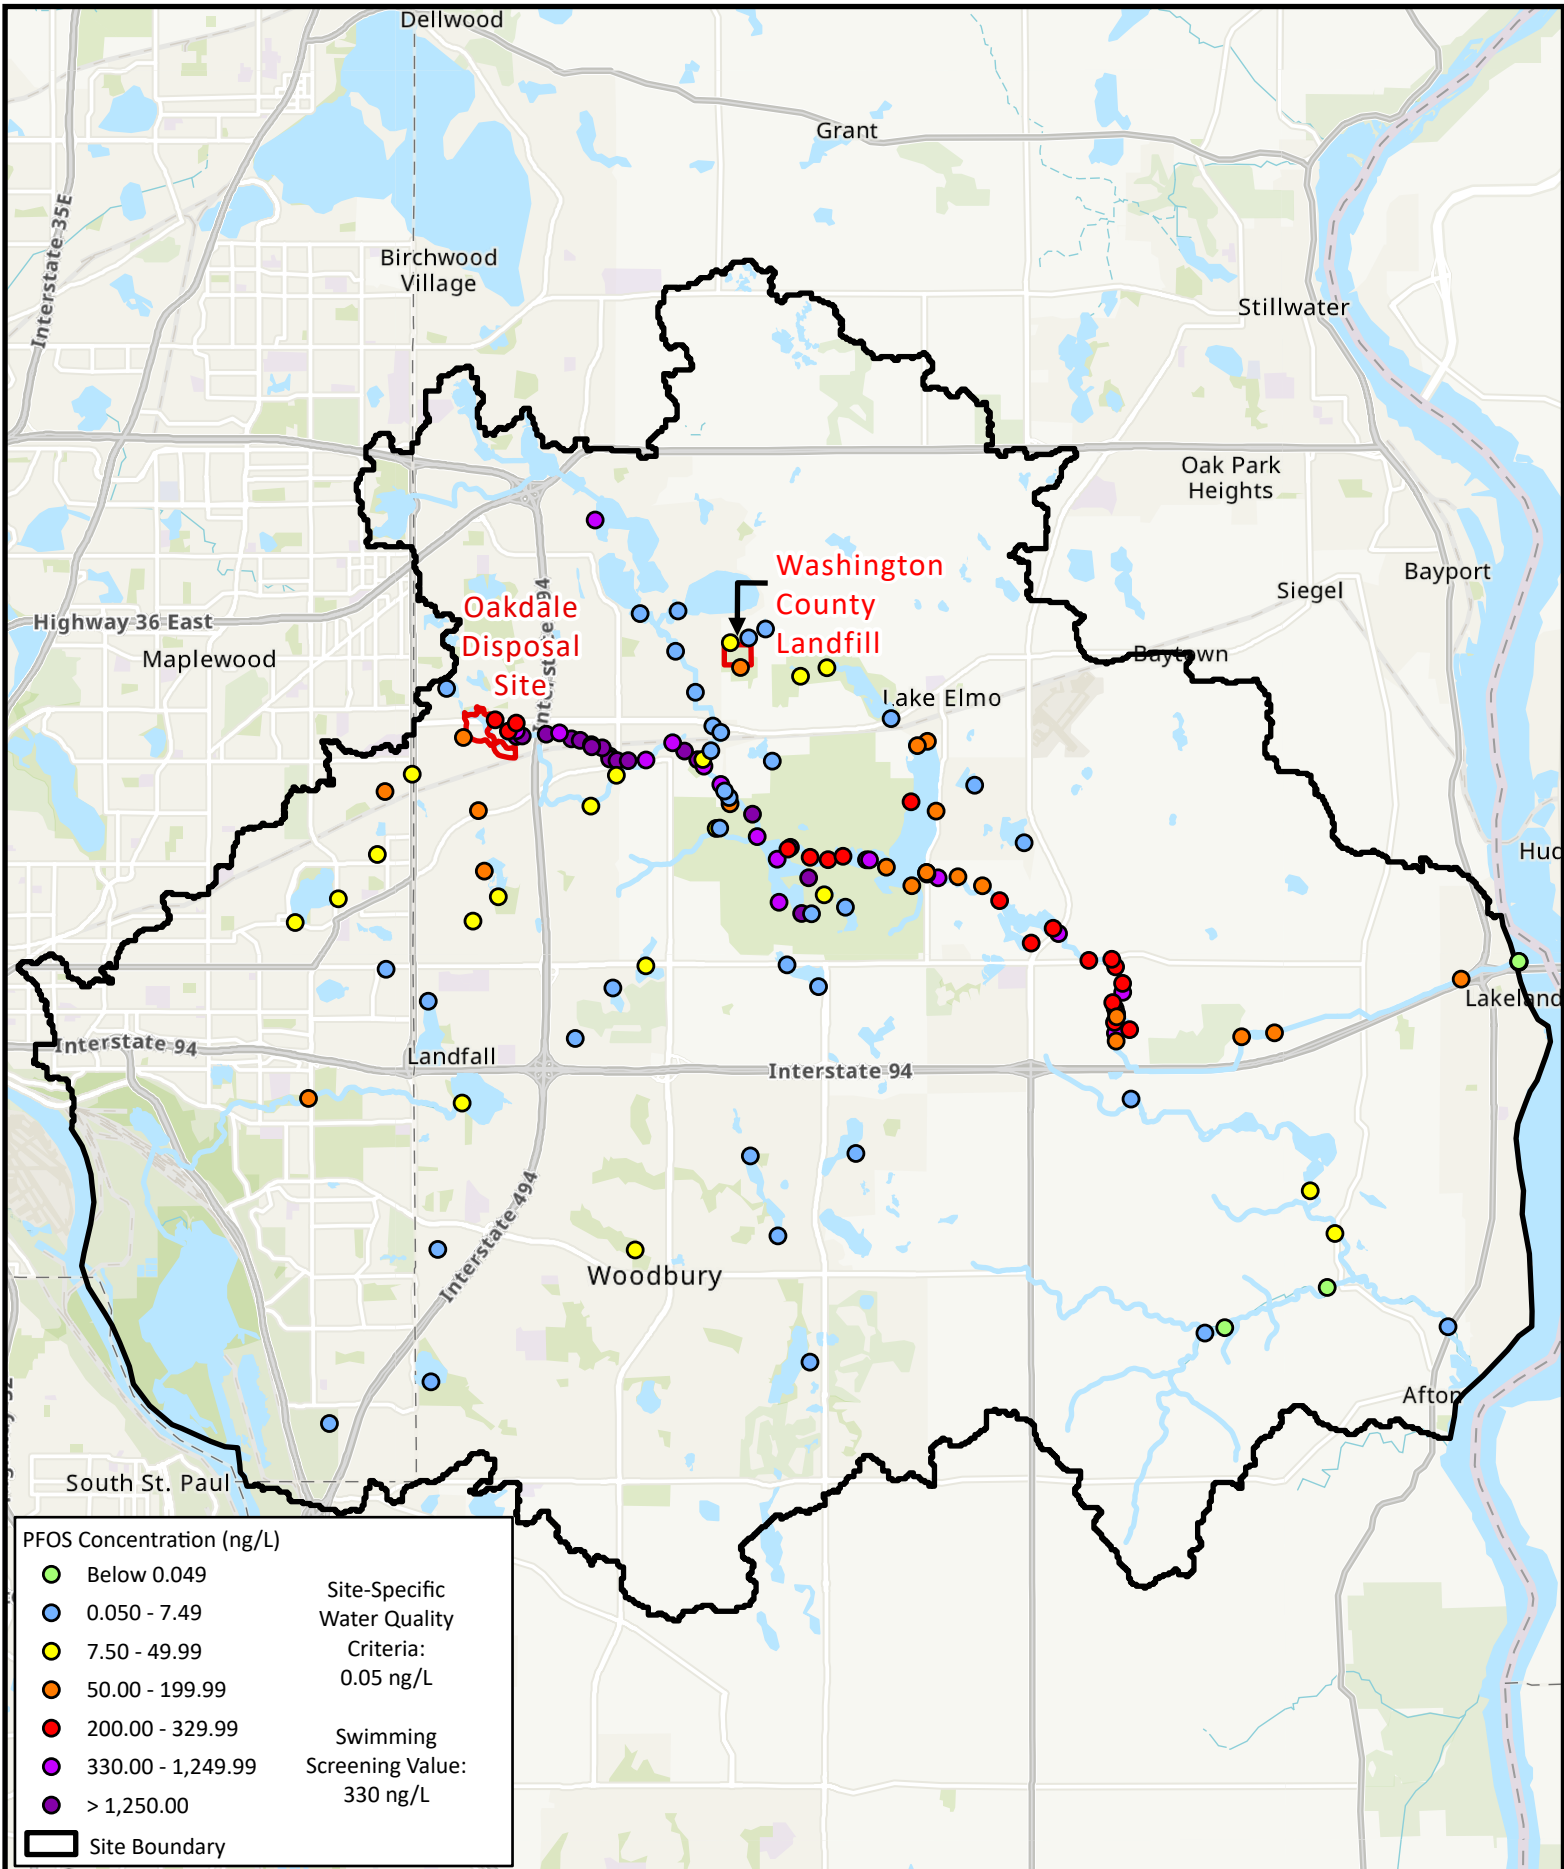 Dellwood
Grant
Interstate 35E
Birchwood
Village
Stillwater
Oak Park
Heights
Bayport
Siegel
Highway 36 East
Maplewood
Oakdale
Disposal
Site
Washington
County
Landfill
Baytown
Lake Elmo
Lakeland
Interstate 94
Landfall
Interstate 94
Interstate 494
Woodbury
Afton
South St. Paul
PFOS Concentration (ng/L)
Below 0.049
0.050 - 7.49
7.50 - 49.99
50.00 - 199.99
200.00 - 329.99
330.00 - 1,249.99
> 1,250.00
Site Boundary
Site-Specific
Water Quality
Criteria:
0.05 ng/L
Swimming
Screening Value:
330 ng/L